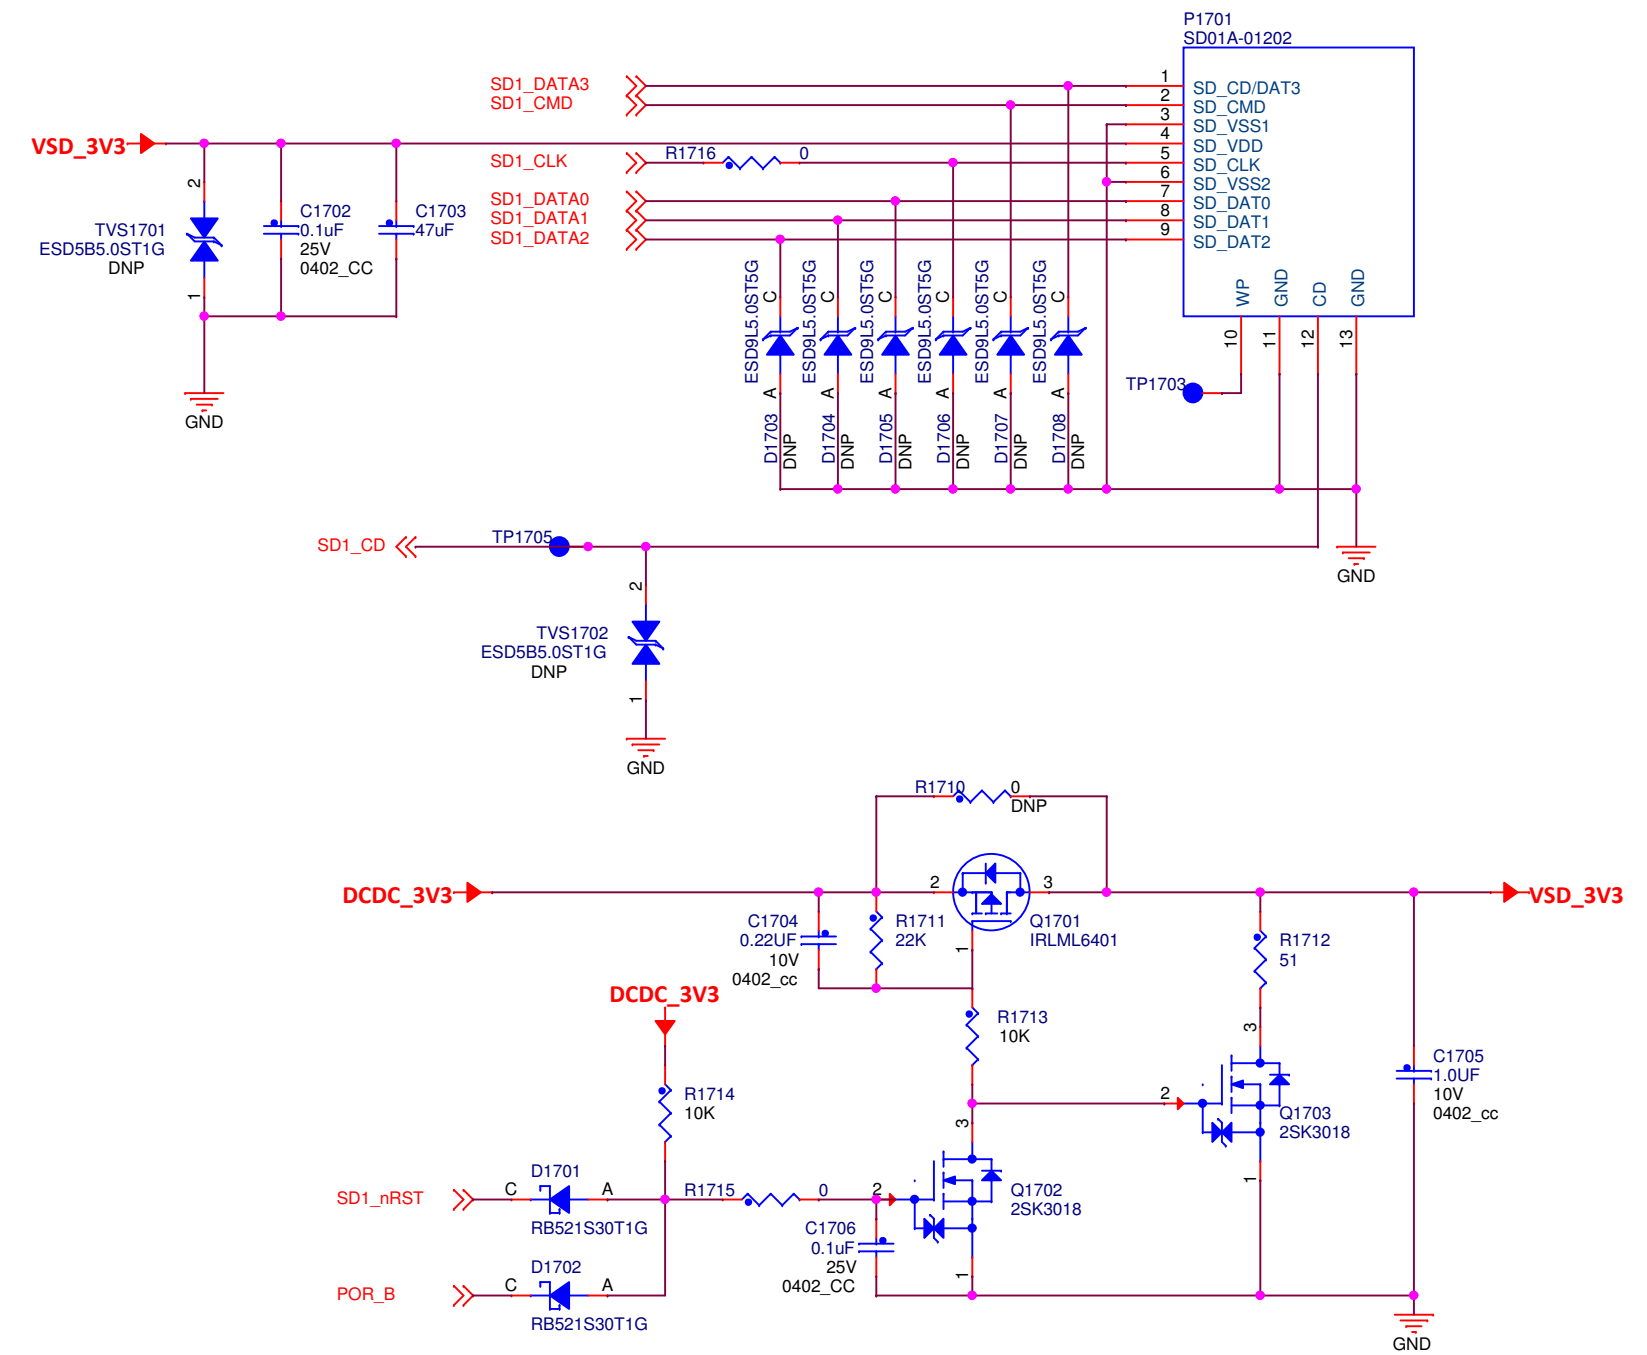 P1701
SD01A-01202
SD1_DATA3
SD1_CMD
1
2
3
4
5
6
7
8
9
SD_CD/DAT3
SD_CMD
SD_VSS1
SD_VDD
SD_CLK
SD_VSS2
SD_DAT0
SD_DAT1
SD_DAT2
VSD_3V3
SD1_CLK
R1716
0
SD1_DATA0
SD1_DATA1
SD1_DATA2
2
TVS1701
ESD5B5.0ST1G
DNP
1
C1702
0.1uF
25V
0402_CC
C1703
47uF
GND
WP
GND
CD
GND
10
11
12
13
TP1703
ESD9L5.0ST5G
C
A
D1703
DNP
ESD9L5.0ST5G
C
A
D1704
DNP
ESD9L5.0ST5G
C
A
D1705
DNP
ESD9L5.0ST5G
C
A
D1706
DNP
ESD9L5.0ST5G
C
A
D1707
DNP
ESD9L5.0ST5G
C
A
D1708
DNP
SD1_CD
TP1705
GND
2
TVS1702
ESD5B5.0ST1G
DNP
1
GND
R1710
0
DNP
DCDC_3V3
2
3
VSD_3V3
C1704
0.22UF
10V
0402_cc
R1711
22K
Q1701
IRLML6401
1
R1712
51
DCDC_3V3
R1713
10K
3
C1705
1.0UF
10V
0402_cc
R1714
10K
2
Q1703
2SK3018
1
3
D1701
SD1_nRST
C
A
RB521S30T1G
R1715
0
2
Q1702
2SK3018
C1706
0.1uF
25V
0402_CC
1
D1702
POR_B
C
A
RB521S30T1G
GND